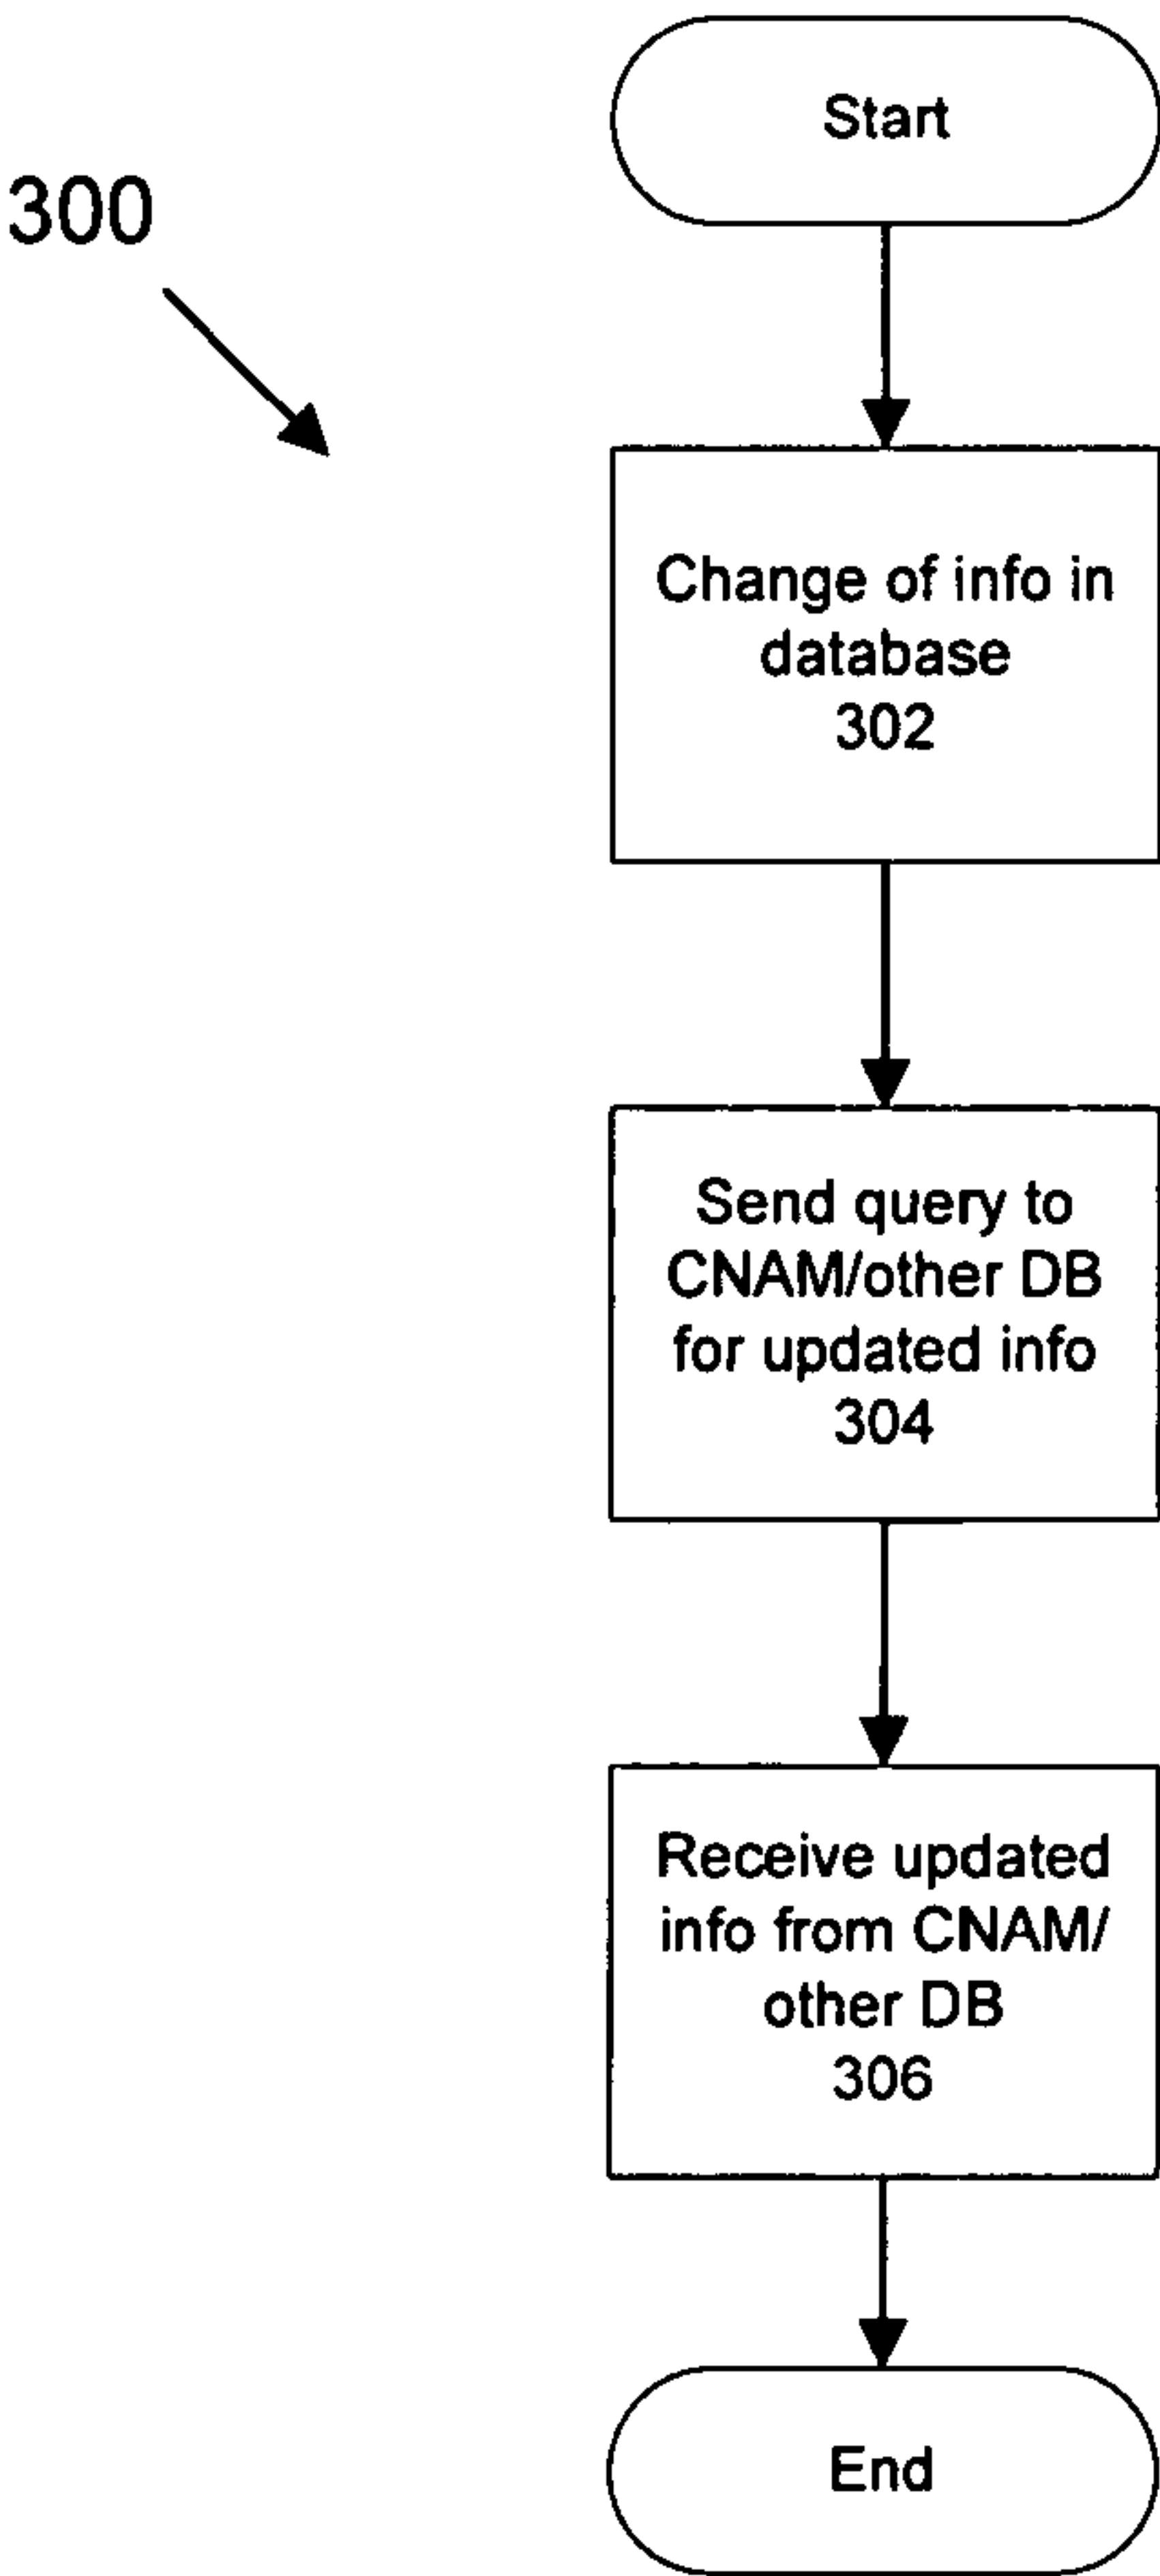 Start
300
Change of info in
database
302
Send query to
CNAM/other DB
for updated info
304
Receive updated
info from CNAM/
other DB
306
End